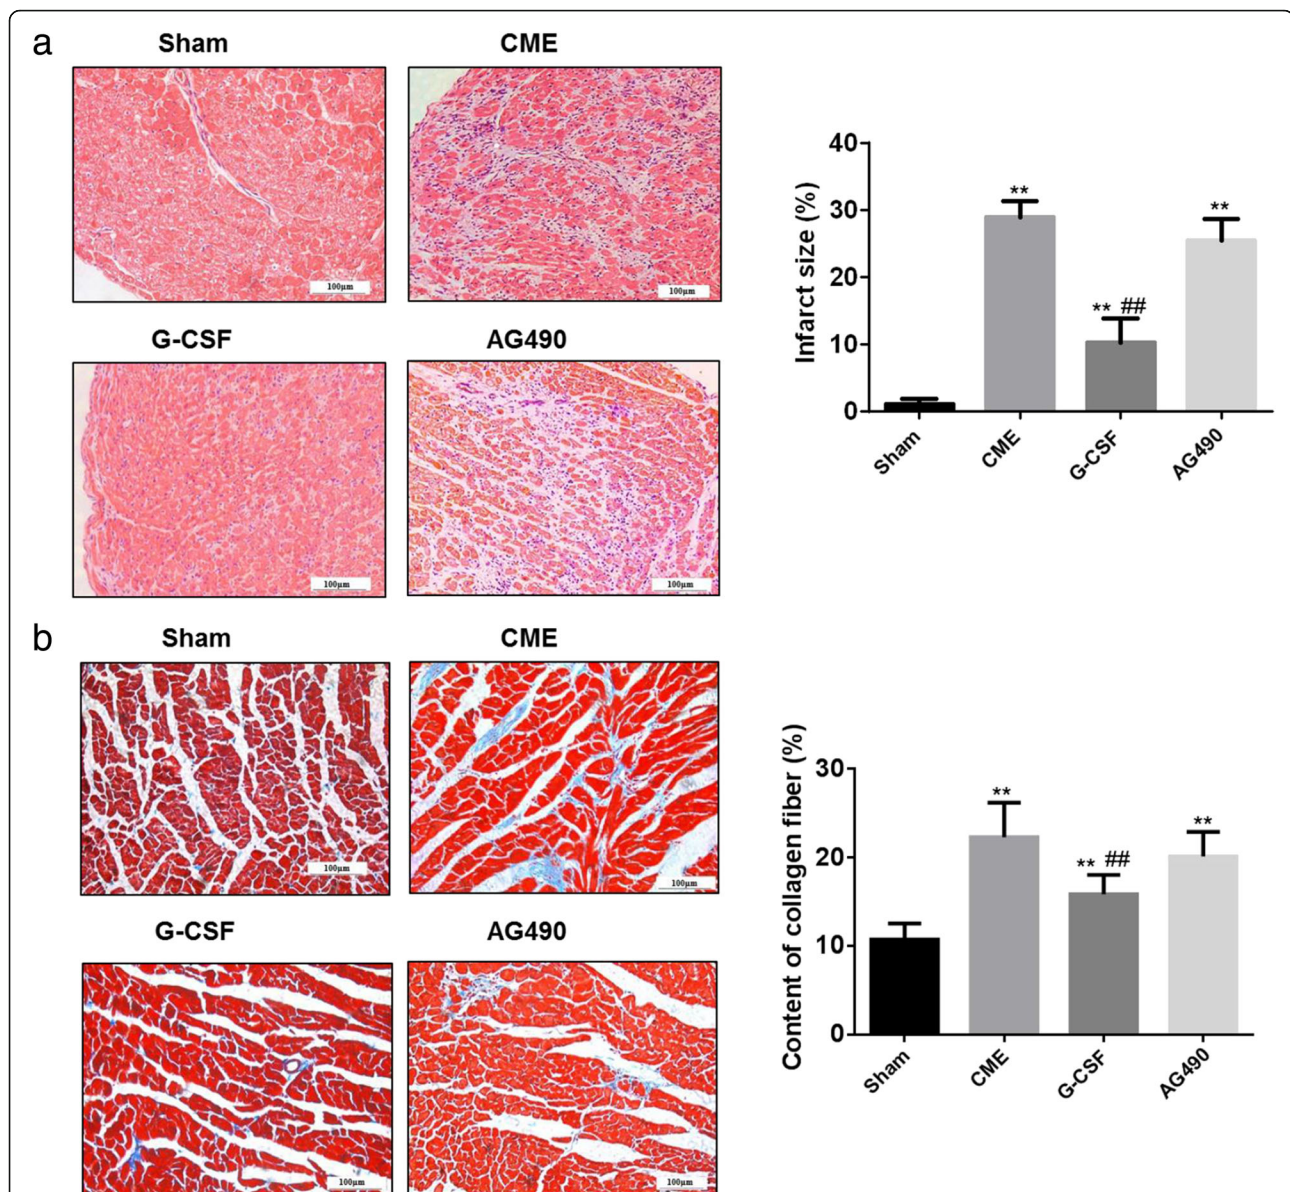 a
Sham
CME
100μm
100μm
G-CSF
AG490
100μm
100μm
Infarct size (%)
40
30
20
10
0
**
** ##
**
Sham
CME
G-CSF
AG490
b
Sham
CME
100μm
100μm
G-CSF
AG490
100μm
100μm
Content of collagen fiber (%)
30
20
10
0
**
** ##
**
Sham
CME
G-CSF
AG490